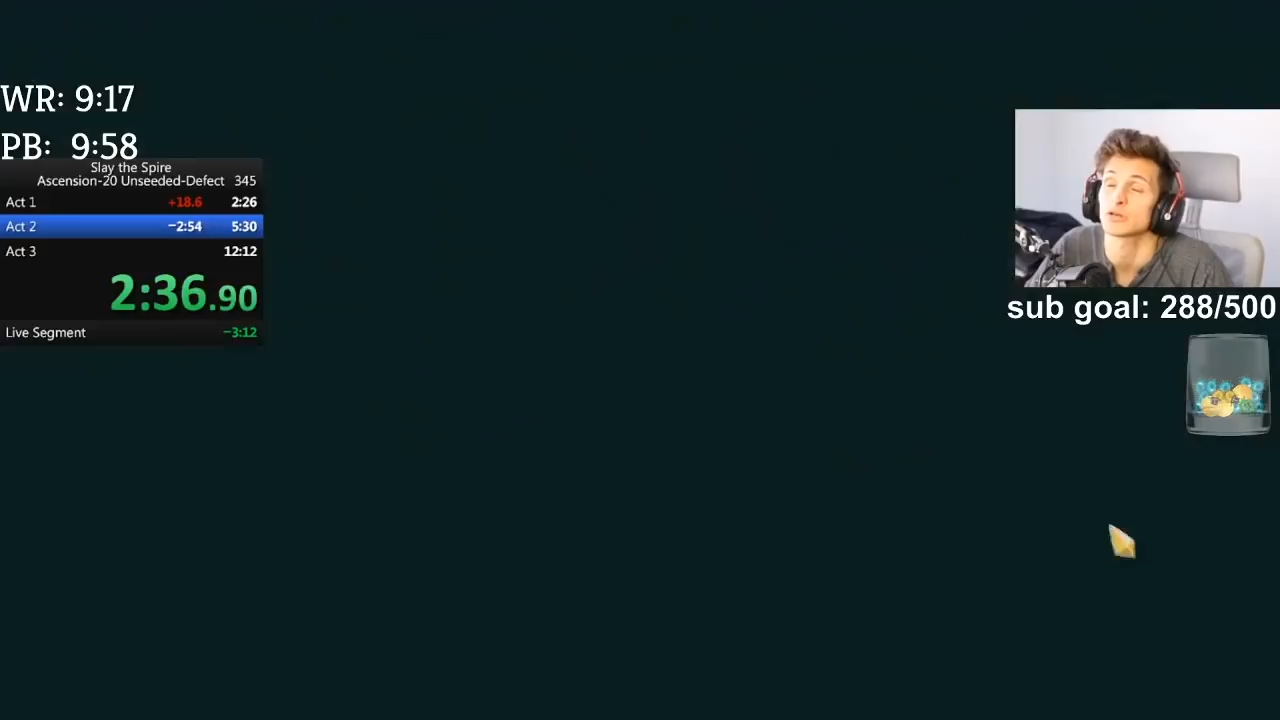 WR: 9:17
PB: 9:58
Slay the Spire
Ascension-20 Unseeded-Defect 345
Act 1 +18.6 2:26
Act 2 −2:54 5:30
Act 3 12:12
2:36.90
Live Segment −3:12
sub goal: 288/500